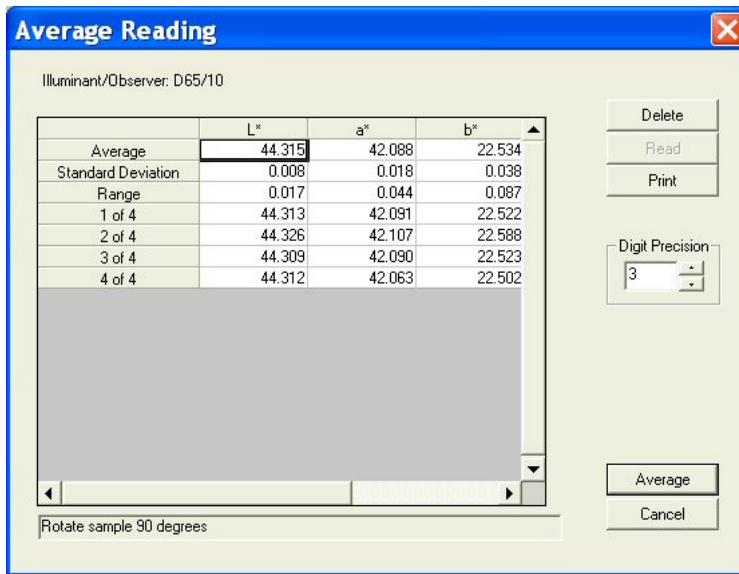 Average Reading
Illuminant/Observer: D65/10
L* a* b*
Average 44.315 42.088 22.534
Standard Deviation 0.008 0.018 0.038
Range 0.017 0.044 0.087
1 of 4 44.313 42.091 22.522
2 of 4 44.326 42.107 22.588
3 of 4 44.309 42.090 22.523
4 of 4 44.312 42.063 22.502
Rotate sample 90 degrees
Delete
Read
Print
Digit Precision
3
Average
Cancel